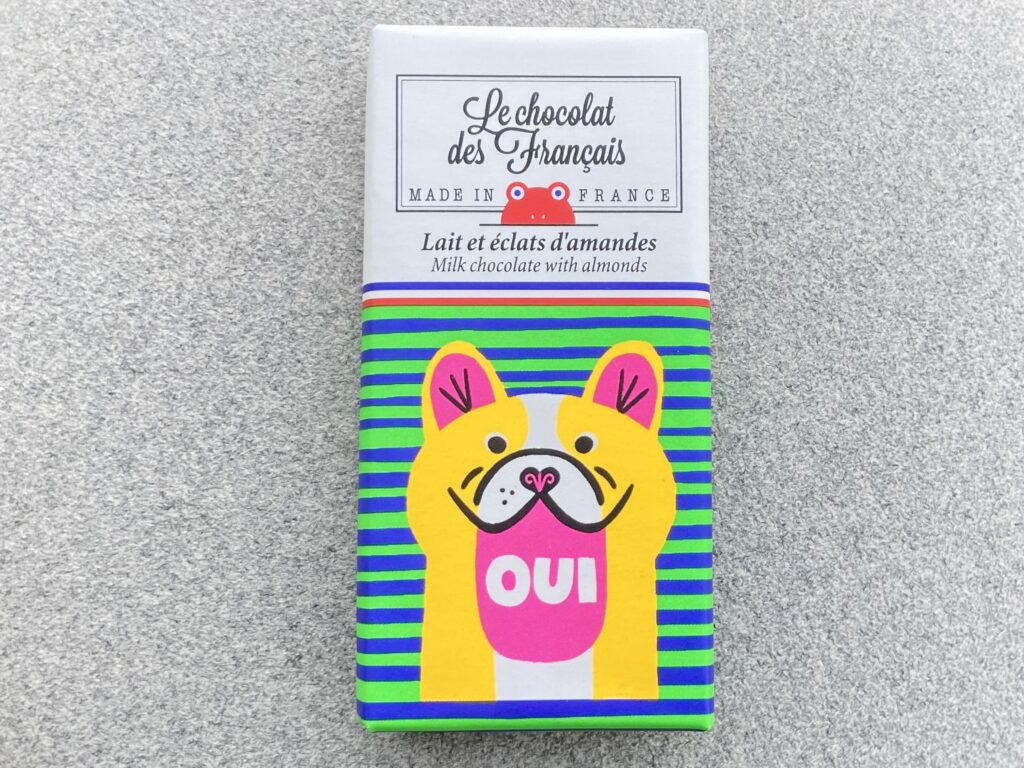 Le chocolat
des Français
MADE IN FRANCE
Lait et éclats d'amandes
Milk chocolate with almonds
OUI